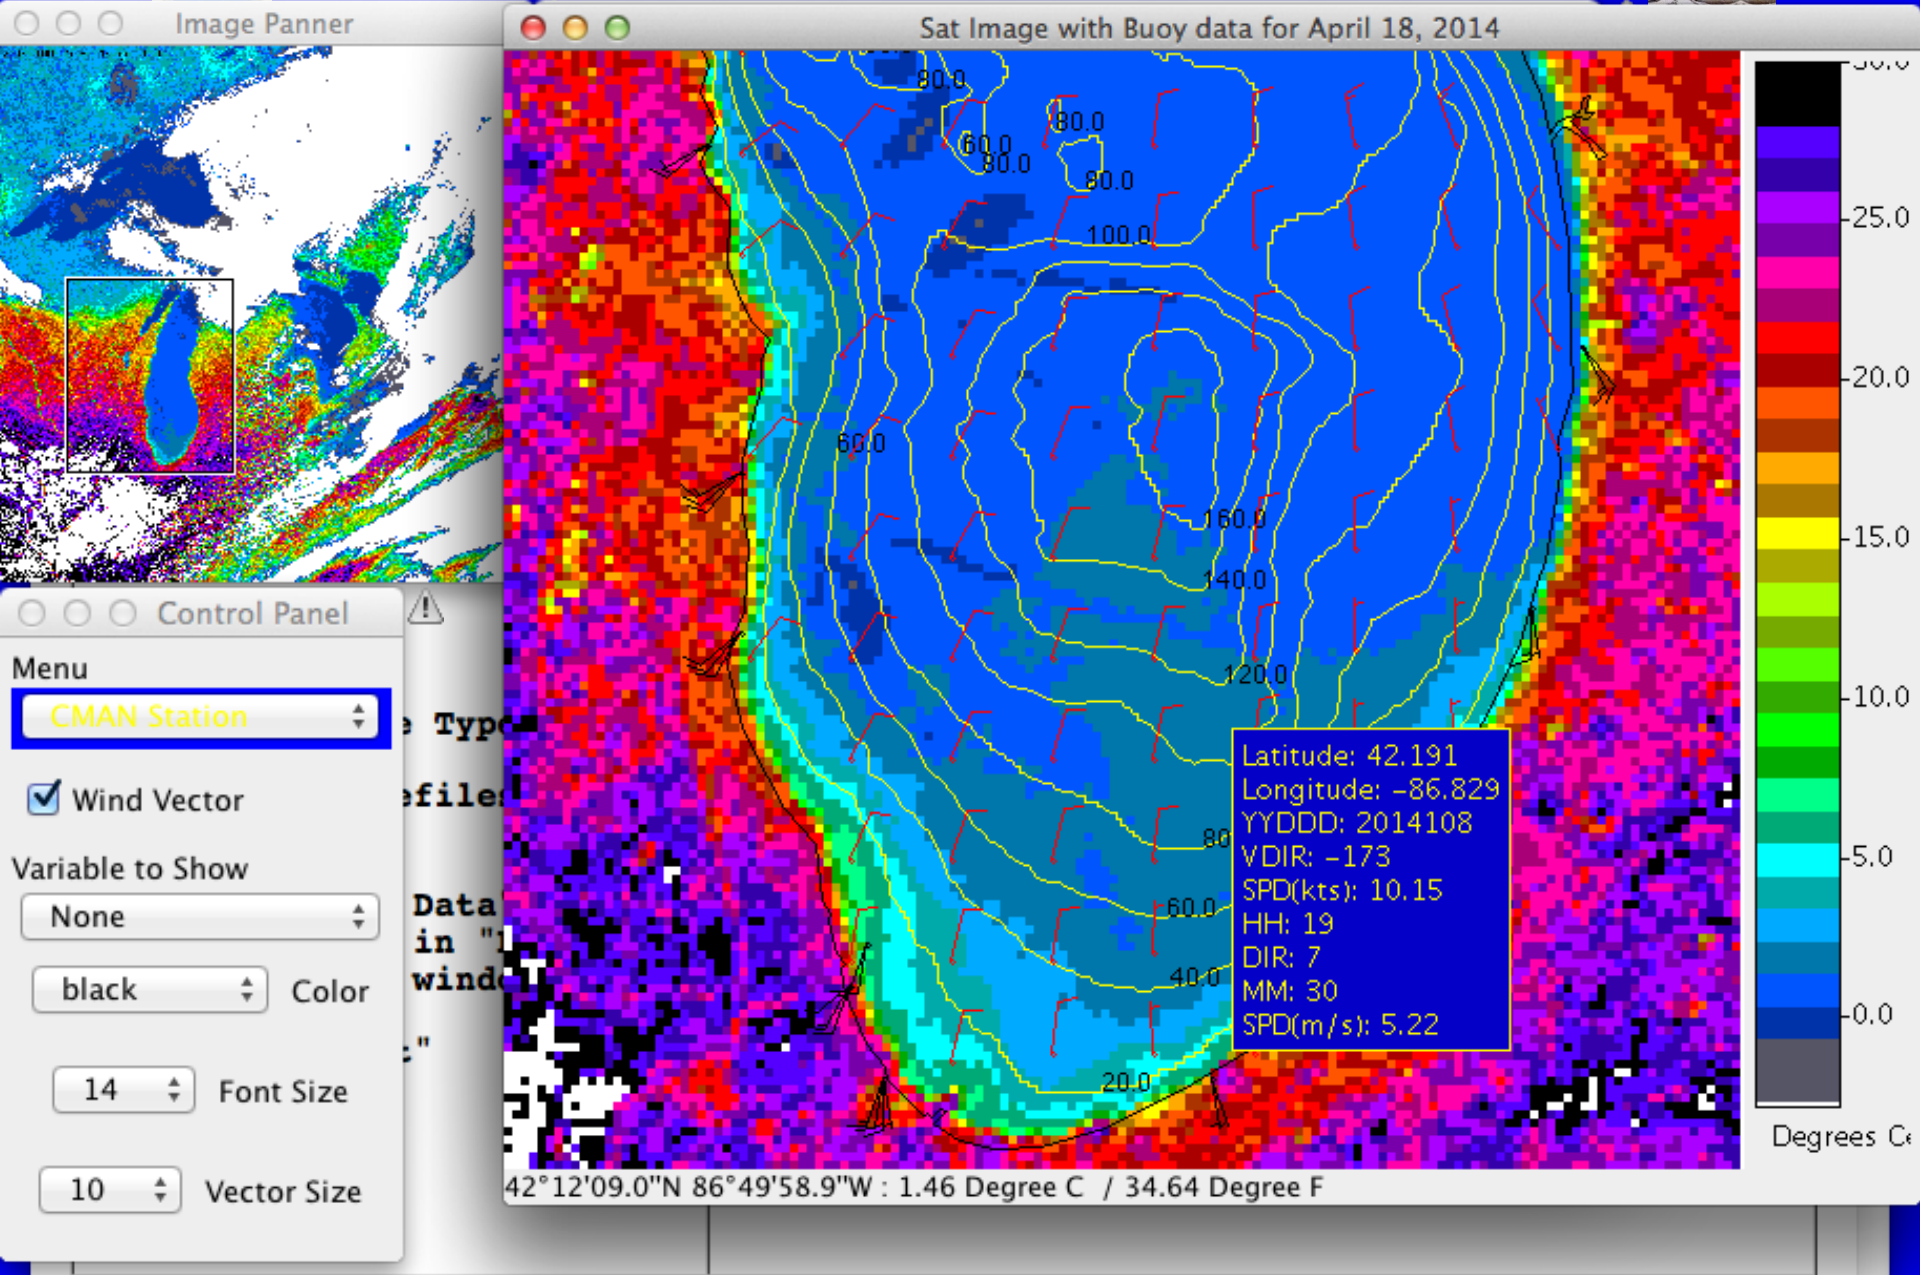 Image Panner
Sat Image with Buoy data for April 18, 2014
80.0
60.0
80.0
80.0
80.0
100.0
60.0
160.0
140.0
120.0
80
60.0
40.0
20.0
Latitude: 42.191
Longitude: -86.829
YYDDD: 2014108
VDIR: -173
SPD(kts): 10.15
HH: 19
DIR: 7
MM: 30
SPD(m/s): 5.22
25.0
20.0
15.0
10.0
5.0
0.0
Degrees
42°12'09.0"N 86°49'58.9"W : 1.46 Degree C / 34.64 Degree F
Control Panel
Menu
CMAN Station
Wind Vector
Variable to Show
None
black Color
14 Font Size
10 Vector Size
Data
in